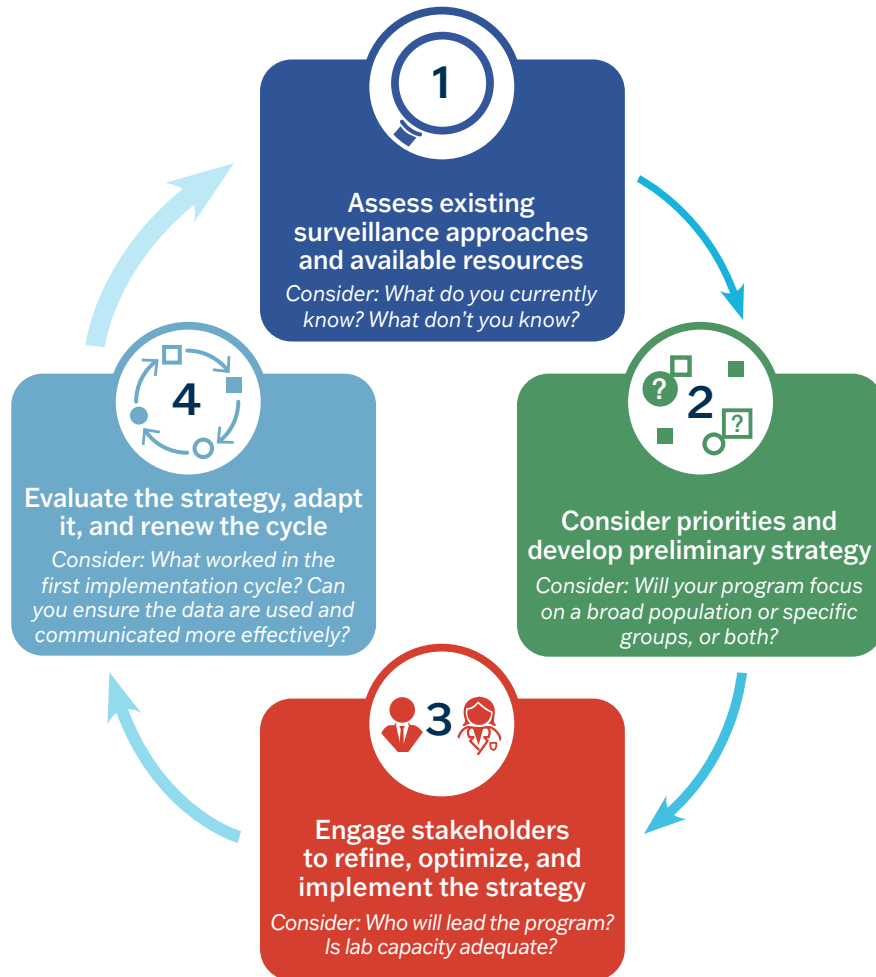 1
Assess existing
surveillance approaches
and available resources
Consider: What do you currently
know? What don’t you know?
?
2
?
Consider priorities and
develop preliminary strategy
Consider: Will your program focus
on a broad population or specific
groups, or both?
3
Engage stakeholders
to refine, optimize, and
implement the strategy
Consider: Who will lead the program?
Is lab capacity adequate?
4
Evaluate the strategy, adapt
it, and renew the cycle
Consider: What worked in the
first implementation cycle? Can
you ensure the data are used and
communicated more effectively?